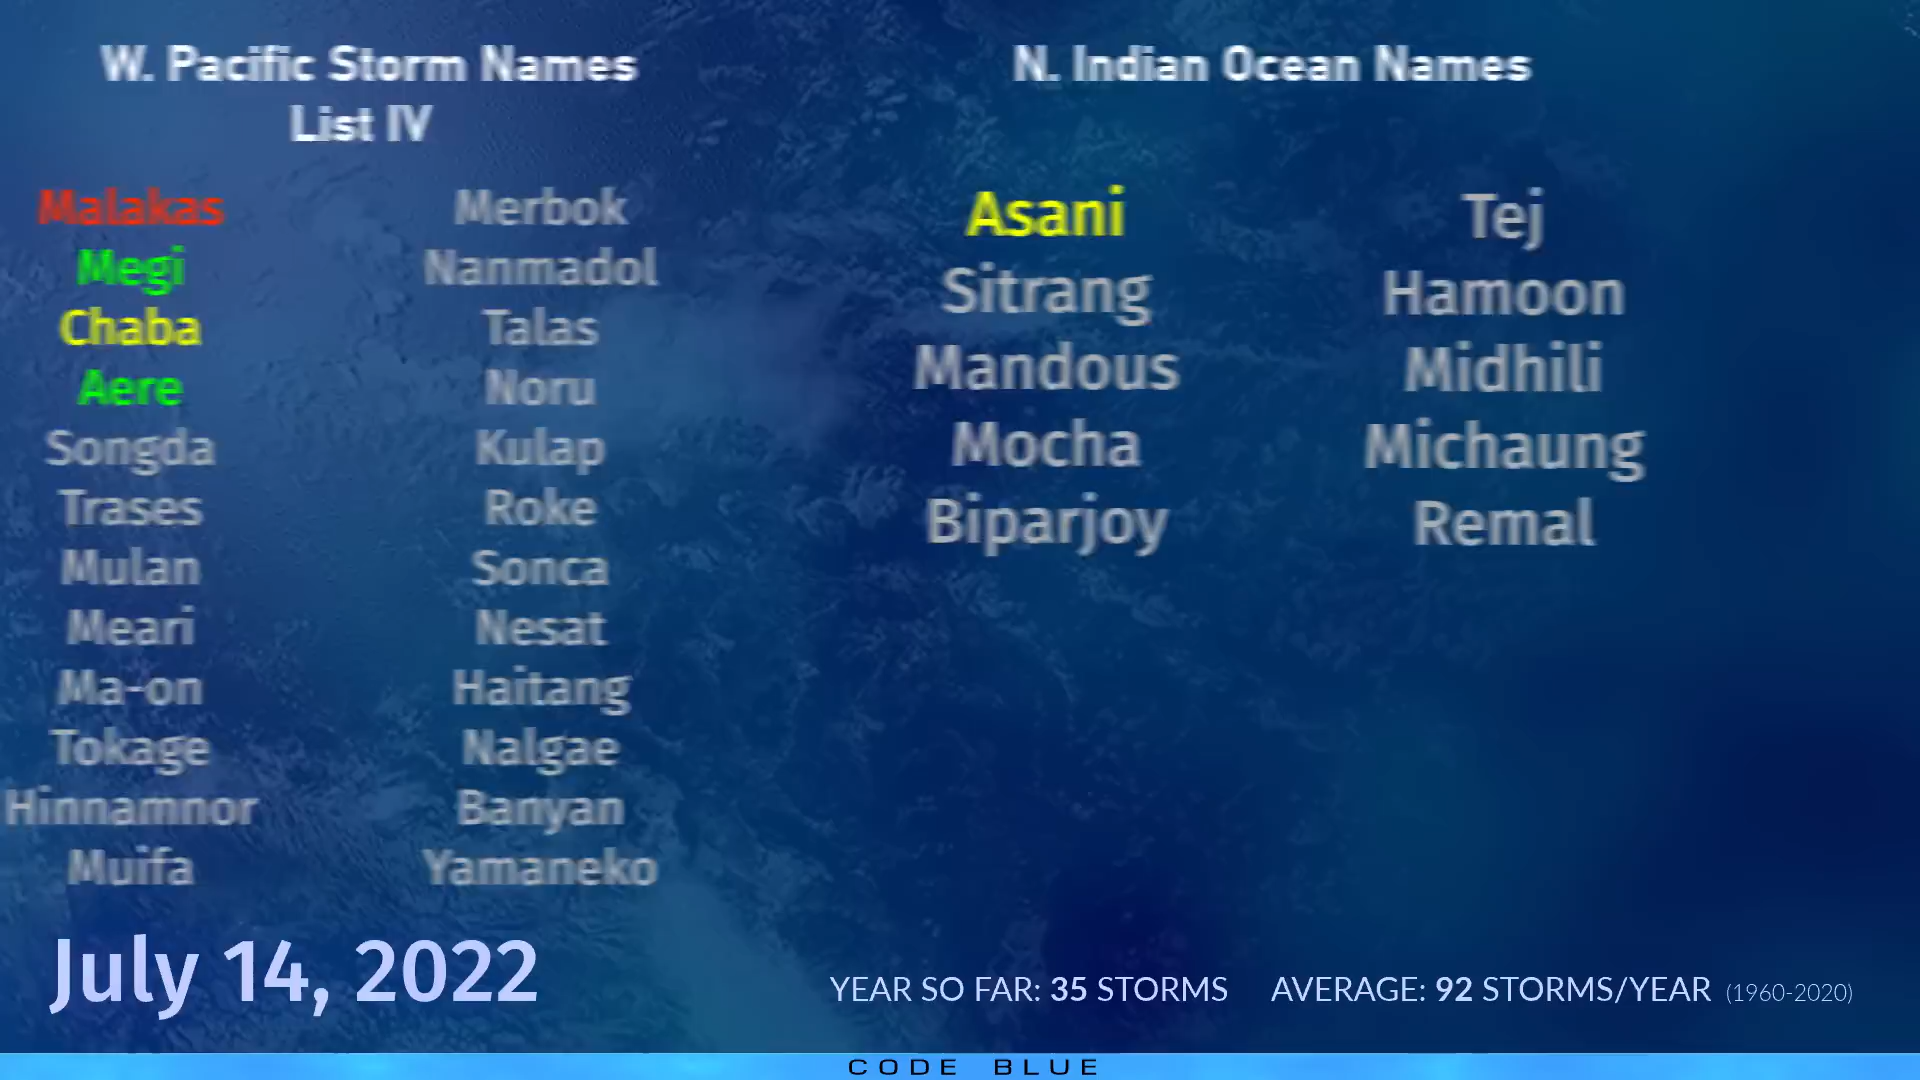 W. Pacific Storm Names
List IV
Malakas
Megi
Chaba
Aere
Songda
Trases
Mulan
Meari
Ma-on
Tokage
Hinnamnor
Muifa
Merbok
Nanmadol
Talas
Noru
Kulap
Roke
Sonca
Nesat
Haitang
Nalgae
Banyan
Yamaneko
N. Indian Ocean Names
Asani
Sitrang
Mandous
Mocha
Biparjoy
Tej
Hamoon
Midhili
Michaung
Remal
July 14, 2022
YEAR SO FAR: 35 STORMS AVERAGE: 92 STORMS/YEAR (1960-2020)
CODE BLUE